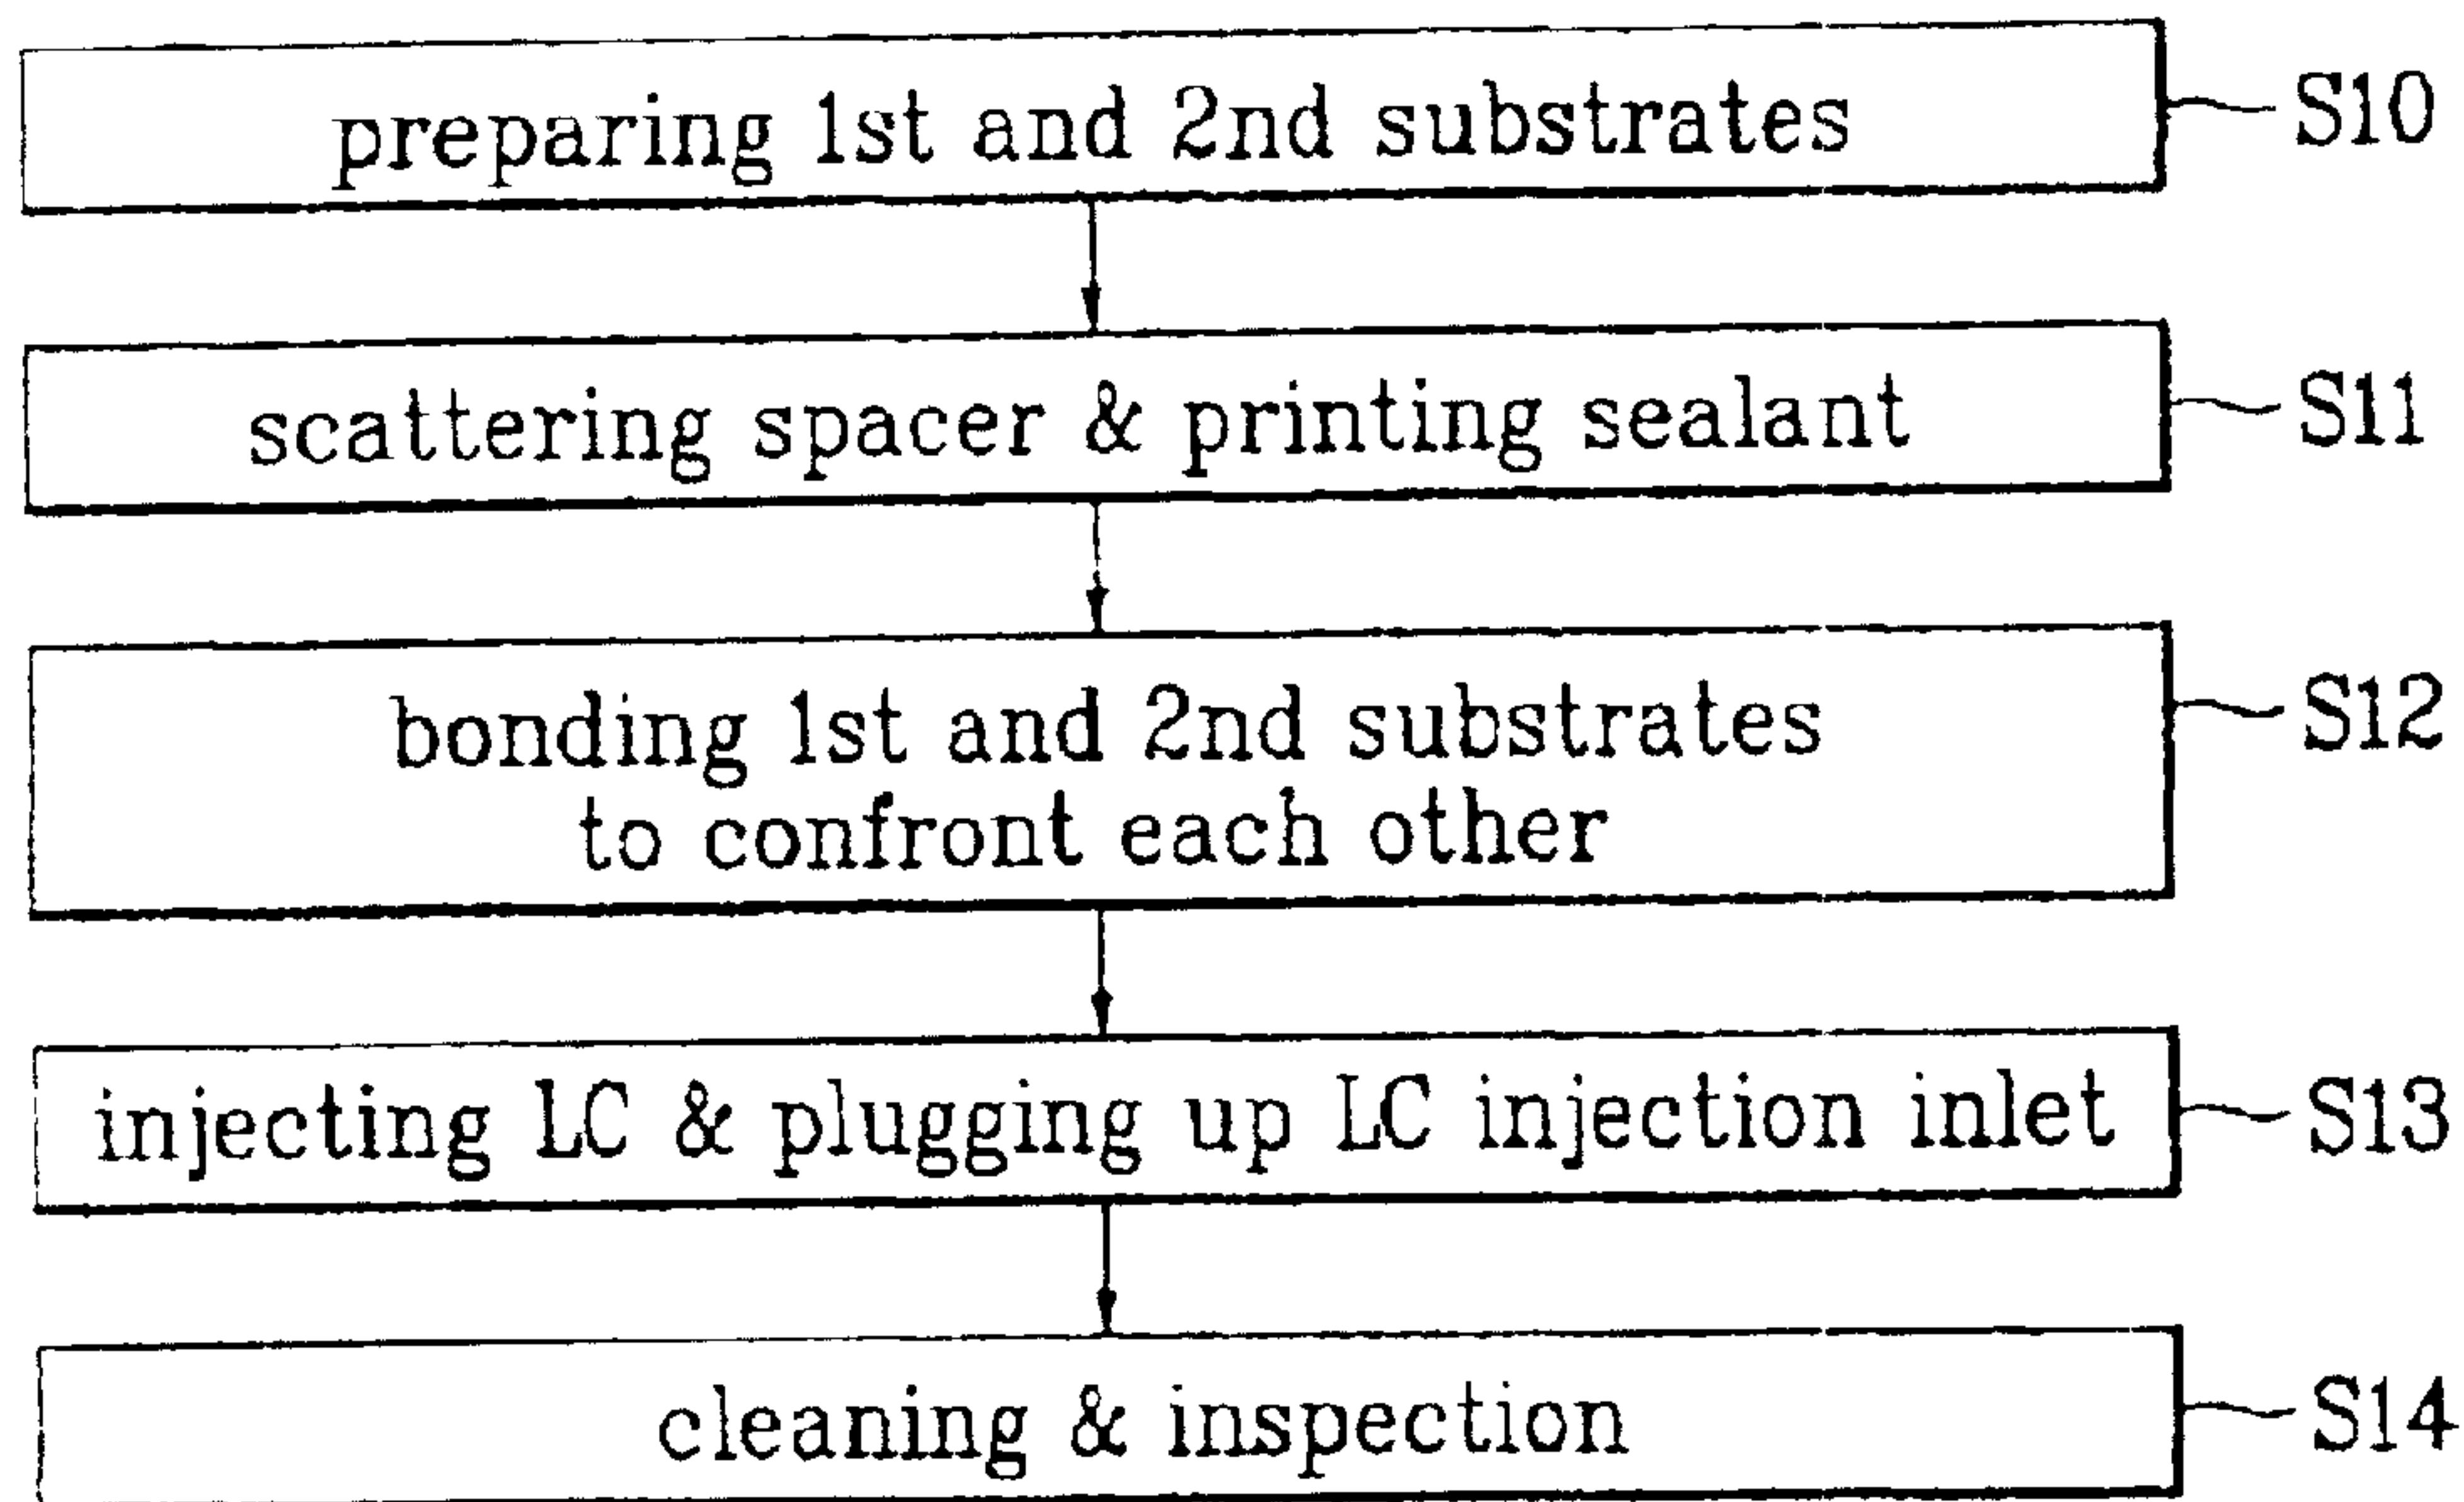 preparing 1st and 2nd substrates
S10
scattering spacer & printing sealant
S11
bonding 1st and 2nd substrates
to confront each other
S12
injecting LC & plugging up LC injection inlet
S13
cleaning & inspection
S14